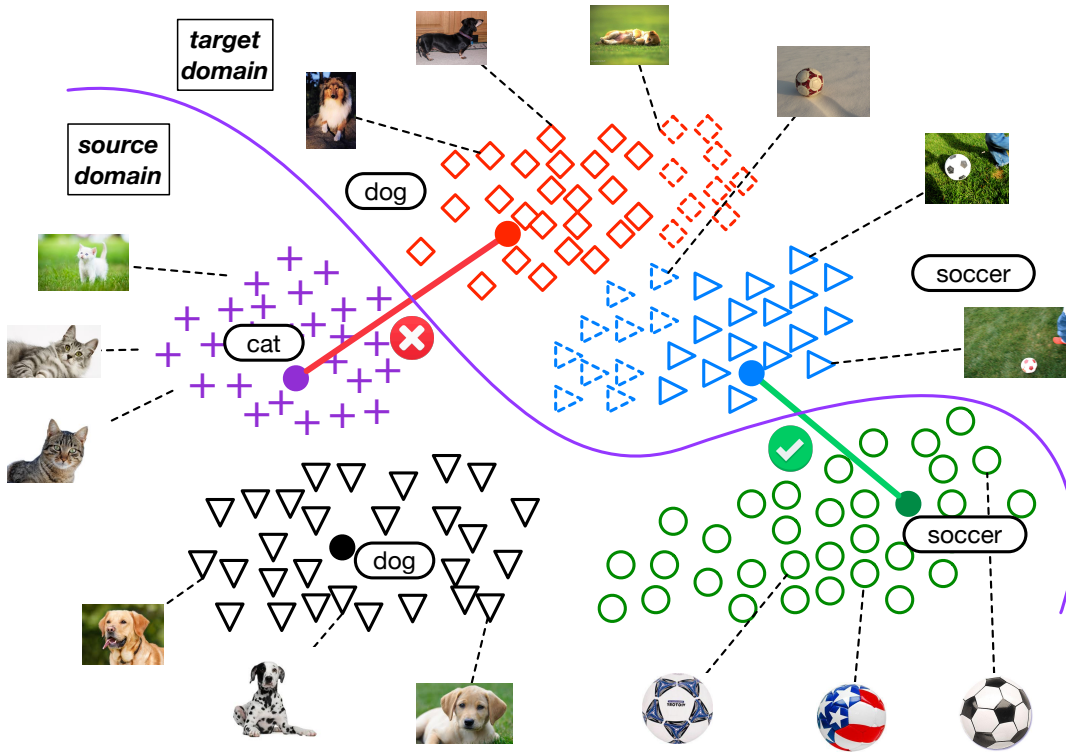 target
domain
source
domain
dog
soccer
cat
dog
soccer